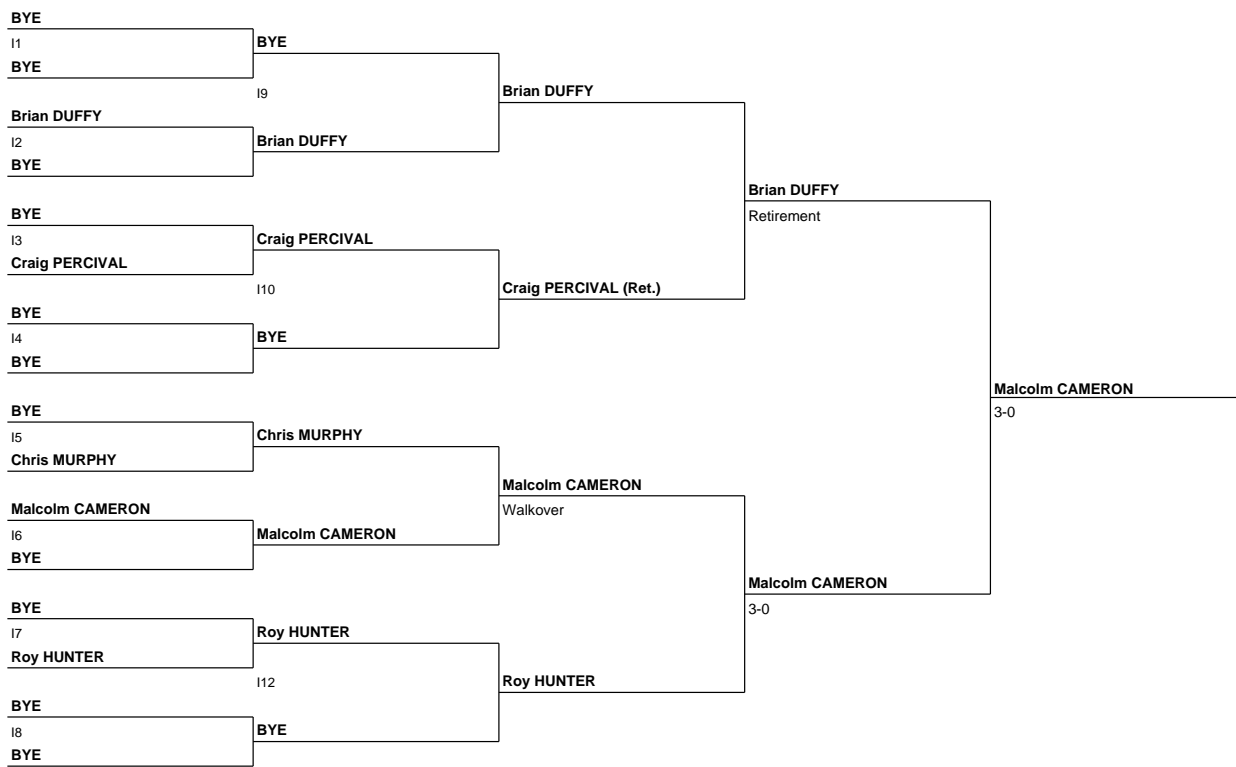 BYE
I1
BYE
BYE
I9
Brian DUFFY
Brian DUFFY
I2
Brian DUFFY
BYE
Brian DUFFY
Retirement
BYE
I3
Craig PERCIVAL
Craig PERCIVAL
I10
Craig PERCIVAL (Ret.)
BYE
I4
BYE
BYE
Malcolm CAMERON
3-0
BYE
I5
Chris MURPHY
Chris MURPHY
Malcolm CAMERON
Walkover
Malcolm CAMERON
I6
Malcolm CAMERON
BYE
Malcolm CAMERON
3-0
BYE
I7
Roy HUNTER
Roy HUNTER
I12
Roy HUNTER
BYE
I8
BYE
BYE